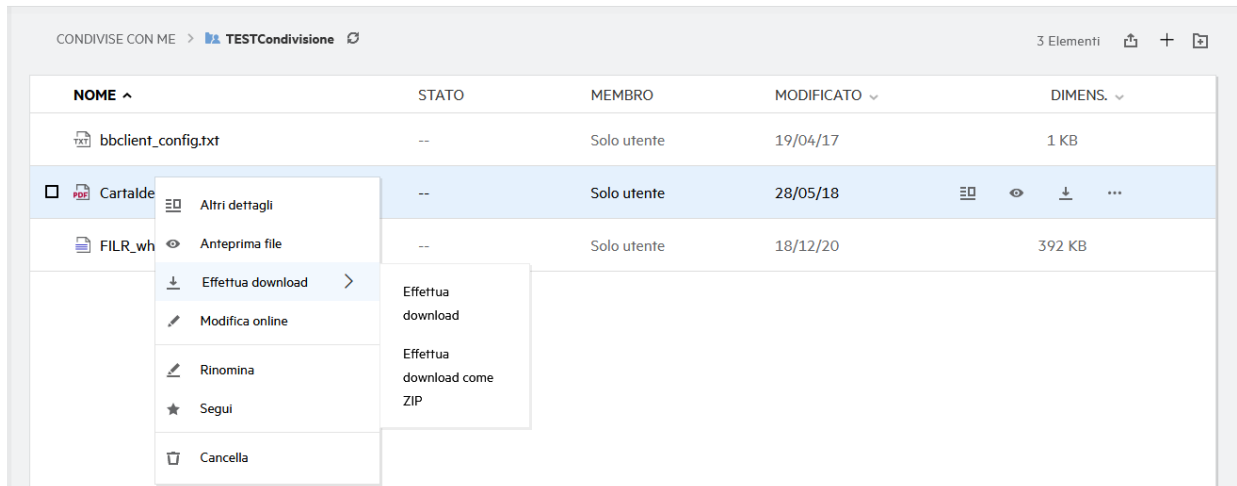 CONDIVISE CON ME > TESTCondivisione
3 Elementi
NOME STATO MEMBRO MODIFICATO DIMENS.
TXT bbclient_config.txt -- Solo utente 19/04/17 1 KB
PDF CartaIde -- Solo utente 28/05/18
Altri dettagli
FILR_wh -- Solo utente 18/12/20 392 KB
Anteprima file
Effettua download
Modifica online
Rinomina
Segui
Cancella
Effettua
download
Effettua
download come
ZIP